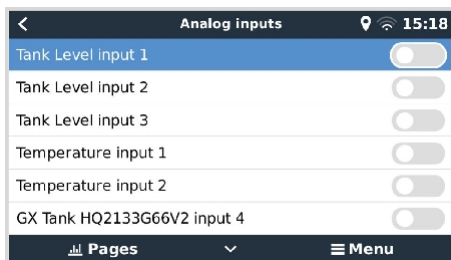 Analog inputs 15:18
Tank Level input 1
Tank Level input 2
Tank Level input 3
Temperature input 1
Temperature input 2
GX Tank HQ2133G66V2 input 4
Pages Menu